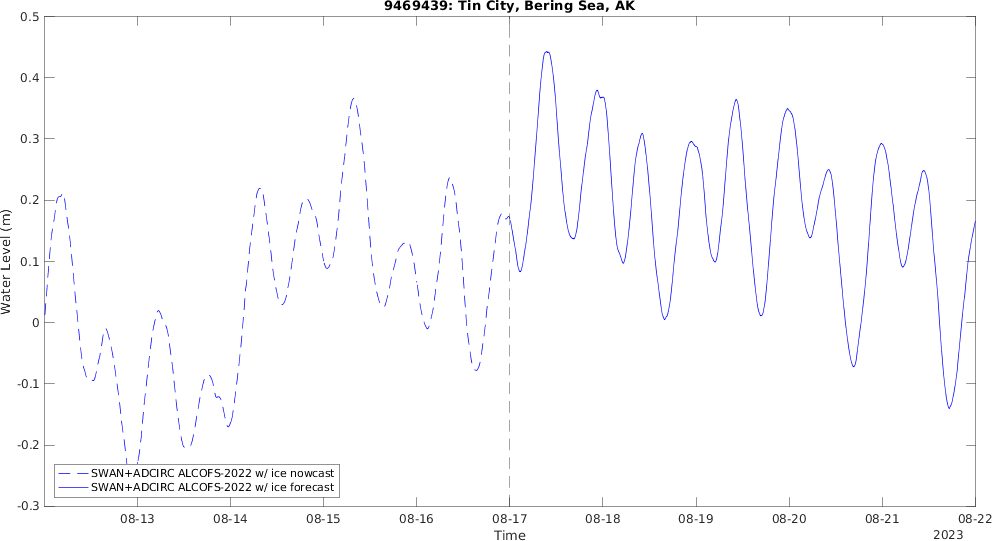 9469439: Tin City, Bering Sea, AK
Water Level (m)
0.5
0.4
0.3
0.2
0.1
0
-0.1
-0.2
-0.3
SWAN+ADCIRC ALCOFS-2022 w/ ice nowcast
SWAN+ADCIRC ALCOFS-2022 w/ ice forecast
08-13 08-14 08-15 08-16 08-17 08-18 08-19 08-20 08-21 08-22
Time
2023